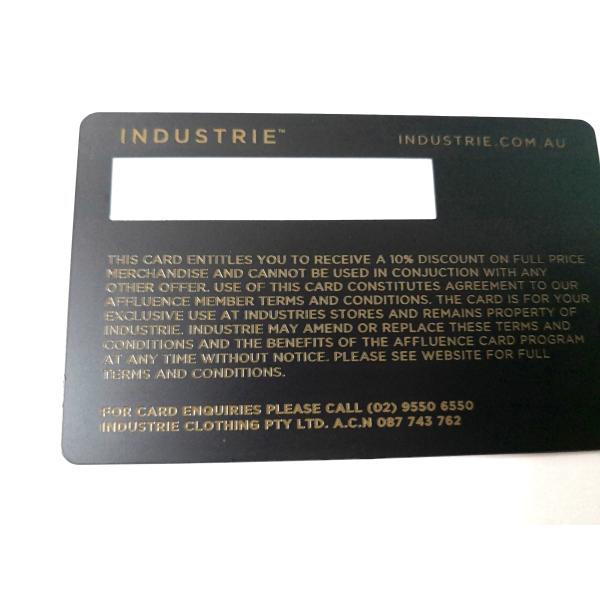 INDUSTRIE™
INDUSTRIE.COM.AU
THIS CARD ENTITLES YOU TO RECEIVE A 10% DISCOUNT ON FULL PRICE
MERCHANDISE AND CANNOT BE USED IN CONJUCTION WITH ANY
OTHER OFFER. USE OF THIS CARD CONSTITUTES AGREEMENT TO OUR
AFFLUENCE MEMBER TERMS AND CONDITIONS. THE CARD IS FOR YOUR
EXCLUSIVE USE AT INDUSTRIES STORES AND REMAINS PROPERTY OF
INDUSTRIE. INDUSTRIE MAY AMEND OR REPLACE THESE TERMS AND
CONDITIONS AND THE BENEFITS OF THE AFFLUENCE CARD PROGRAM
AT ANY TIME WITHOUT NOTICE. PLEASE SEE WEBSITE FOR FULL
TERMS AND CONDITIONS.
FOR CARD ENQUIRIES PLEASE CALL (02) 9550 6550
INDUSTRIE CLOTHING PTY LTD. A.C.N 087 743 762